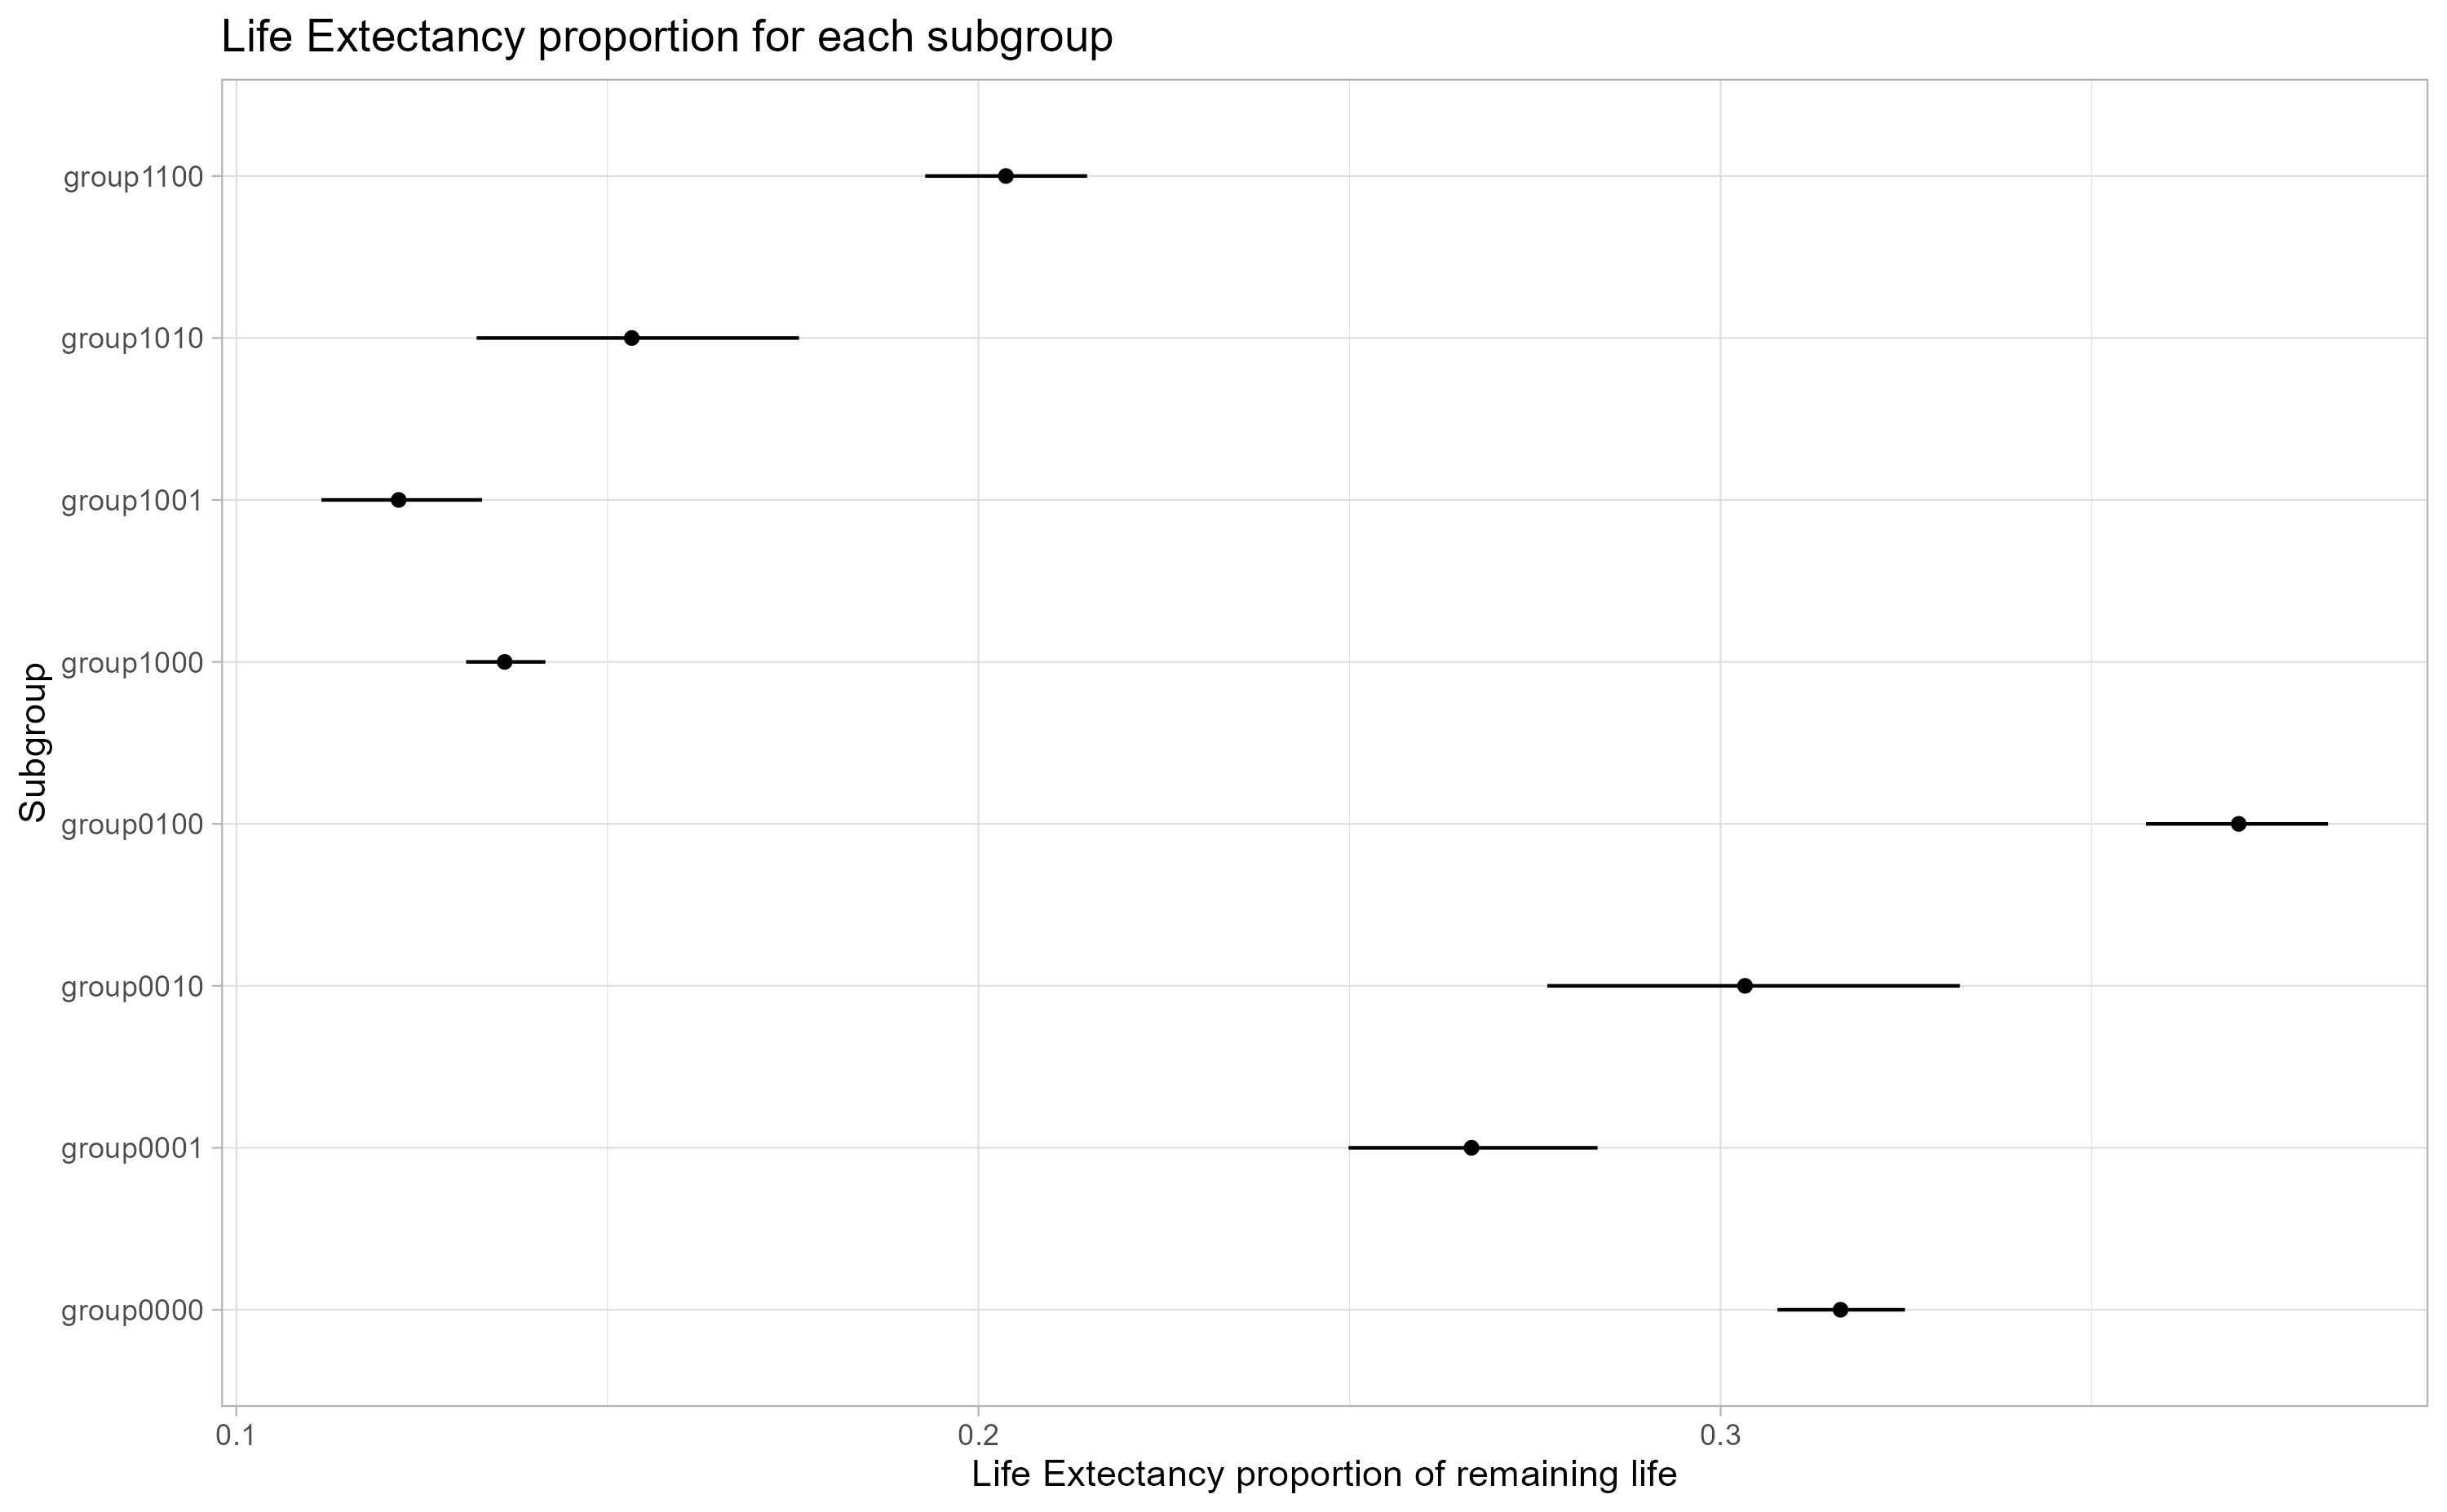 Life Extectancy proportion for each subgroup
group1100
group1010
group1001
group1000
group0100
group0010
group0001
group0000
Subgroup
0.1 0.2 0.3
Life Extectancy proportion of remaining life